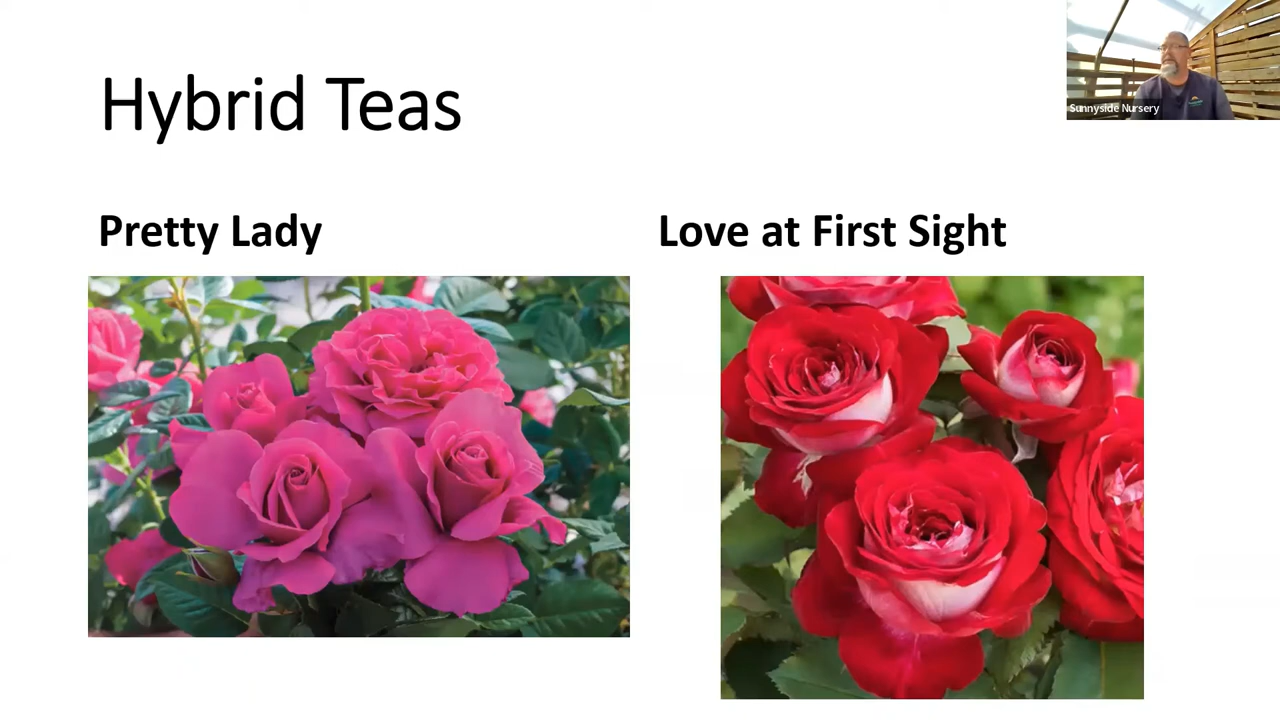 Hybrid Teas
Sunnyside Nursery
Pretty Lady
Love at First Sight